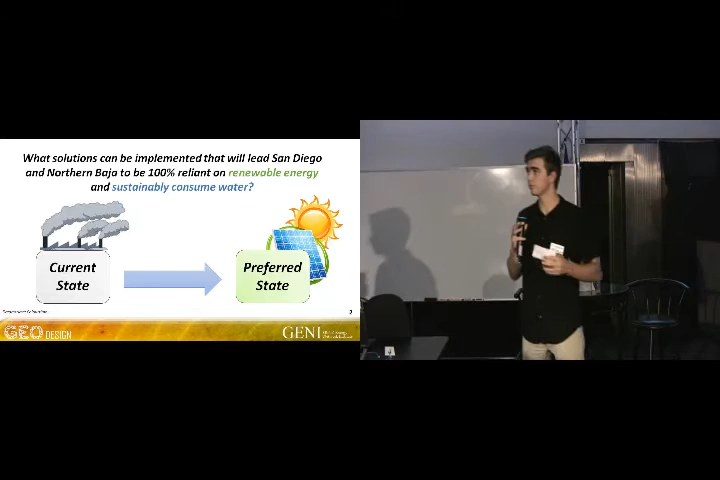 What solutions can be implemented that will lead San Diego
and Northern Baja to be 100% reliant on renewable energy
and sustainably consume water?
Current
State
Preferred
State
GEO DESIGN
GENI
4